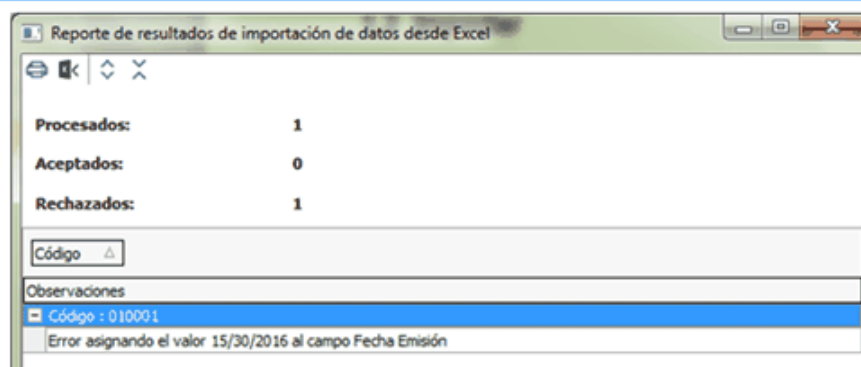 Reporte de resultados de importación de datos desde Excel
Procesados: 1
Aceptados: 0
Rechazados: 1
Código
Observaciones
Código : 010001
Error asignando el valor 15/30/2016 al campo Fecha Emisión